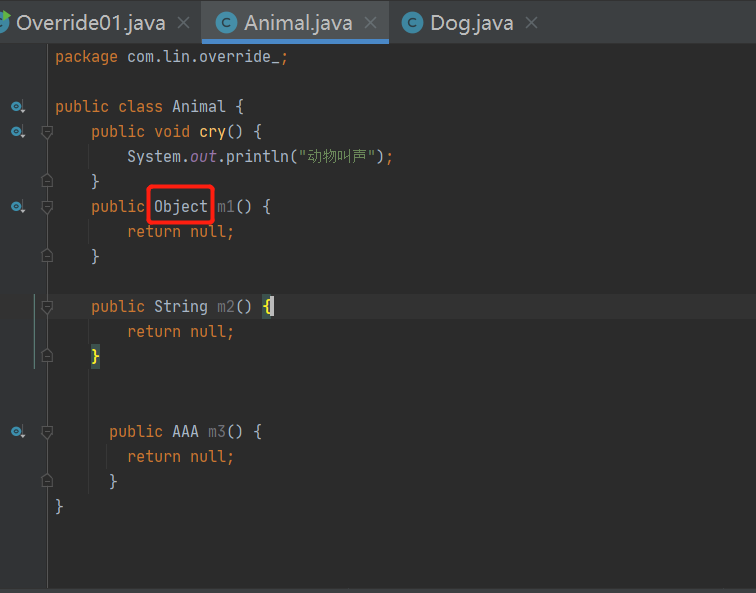 Override01.java × Animal.java × Dog.java ×
package com.lin.override_;
public class Animal {
public void cry() {
System.out.println("动物叫声");
}
public Object m1() {
return null;
}
public String m2() {
return null;
}
public AAA m3() {
return null;
}
}